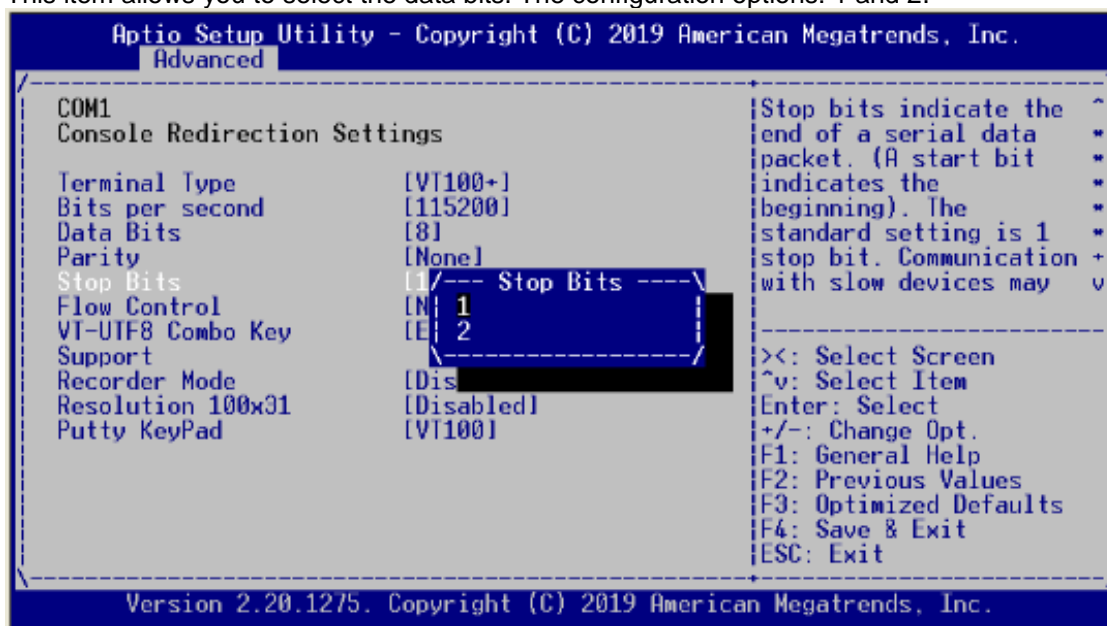 This item allows you to select the data bits. The configuration options: 1 and 2.
Aptio Setup Utility - Copyright (C) 2019 American Megatrends, Inc.
Advanced
COM1
Console Redirection Settings
Terminal Type [VT100+]
Bits per second [115200]
Data Bits [8]
Parity [None]
Stop Bits [1
Flow Control [N
VT-UTF8 Combo Key [E
Support
Recorder Mode [Dis
Resolution 100x31 [Disabled]
Putty KeyPad [VT100]
/--- Stop Bits ----\
1
2
Stop bits indicate the ^
end of a serial data *
packet. (A start bit *
indicates the *
beginning). The *
standard setting is 1 *
stop bit. Communication +
with slow devices may v
><: Select Screen
^v: Select Item
Enter: Select
+/-: Change Opt.
F1: General Help
F2: Previous Values
F3: Optimized Defaults
F4: Save & Exit
ESC: Exit
Version 2.20.1275. Copyright (C) 2019 American Megatrends, Inc.